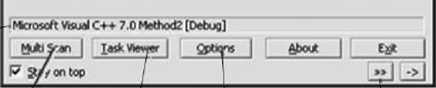 Microsoft Visual C++ 7.0 Method2 [Debug]
Multi Scan Task Viewer Options About Exit
Stay on top >> ->